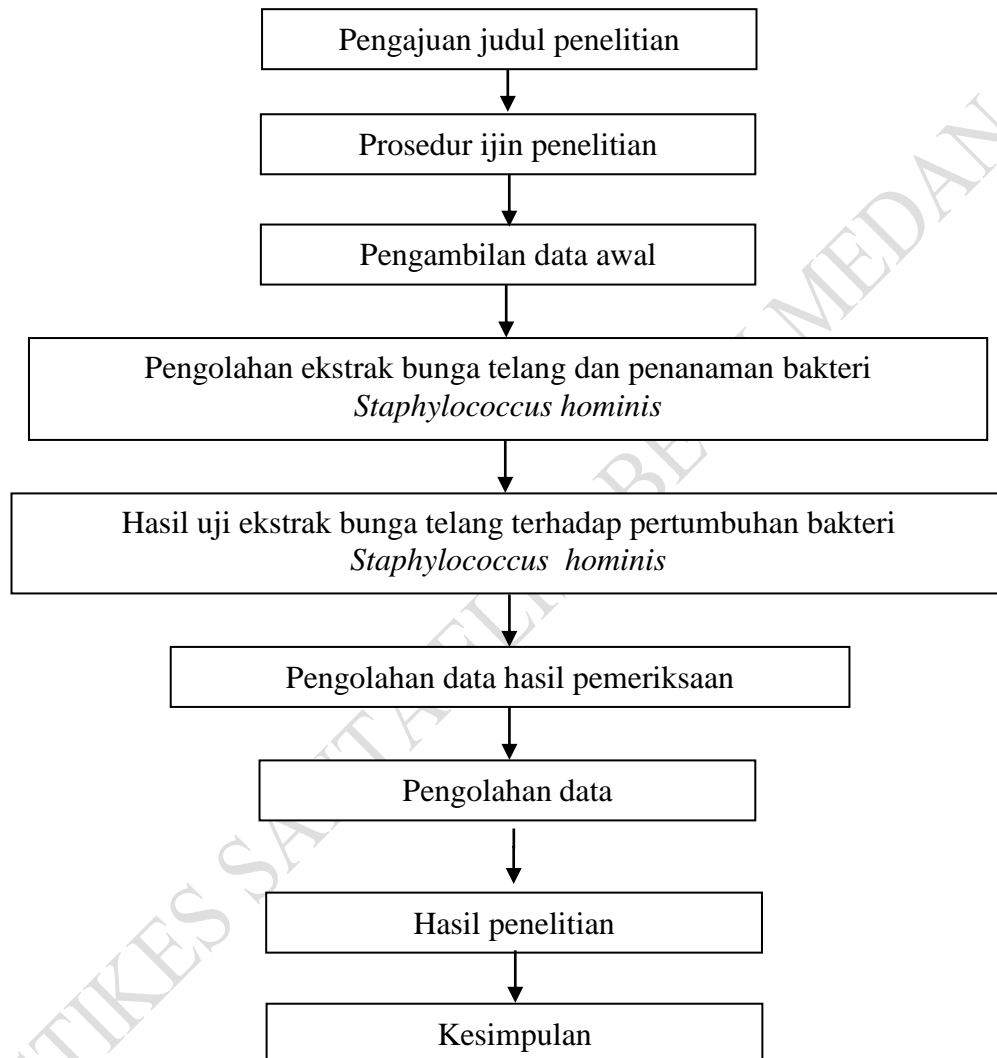 Pengajuan judul penelitian
Prosedur ijin penelitian
Pengambilan data awal
Pengolahan ekstrak bunga telang dan penanaman bakteri
Staphylococcus hominis
Hasil uji ekstrak bunga telang terhadap pertumbuhan bakteri
Staphylococcus  hominis
Pengolahan data hasil pemeriksaan
Pengolahan data
Hasil penelitian
Kesimpulan
MEDAN